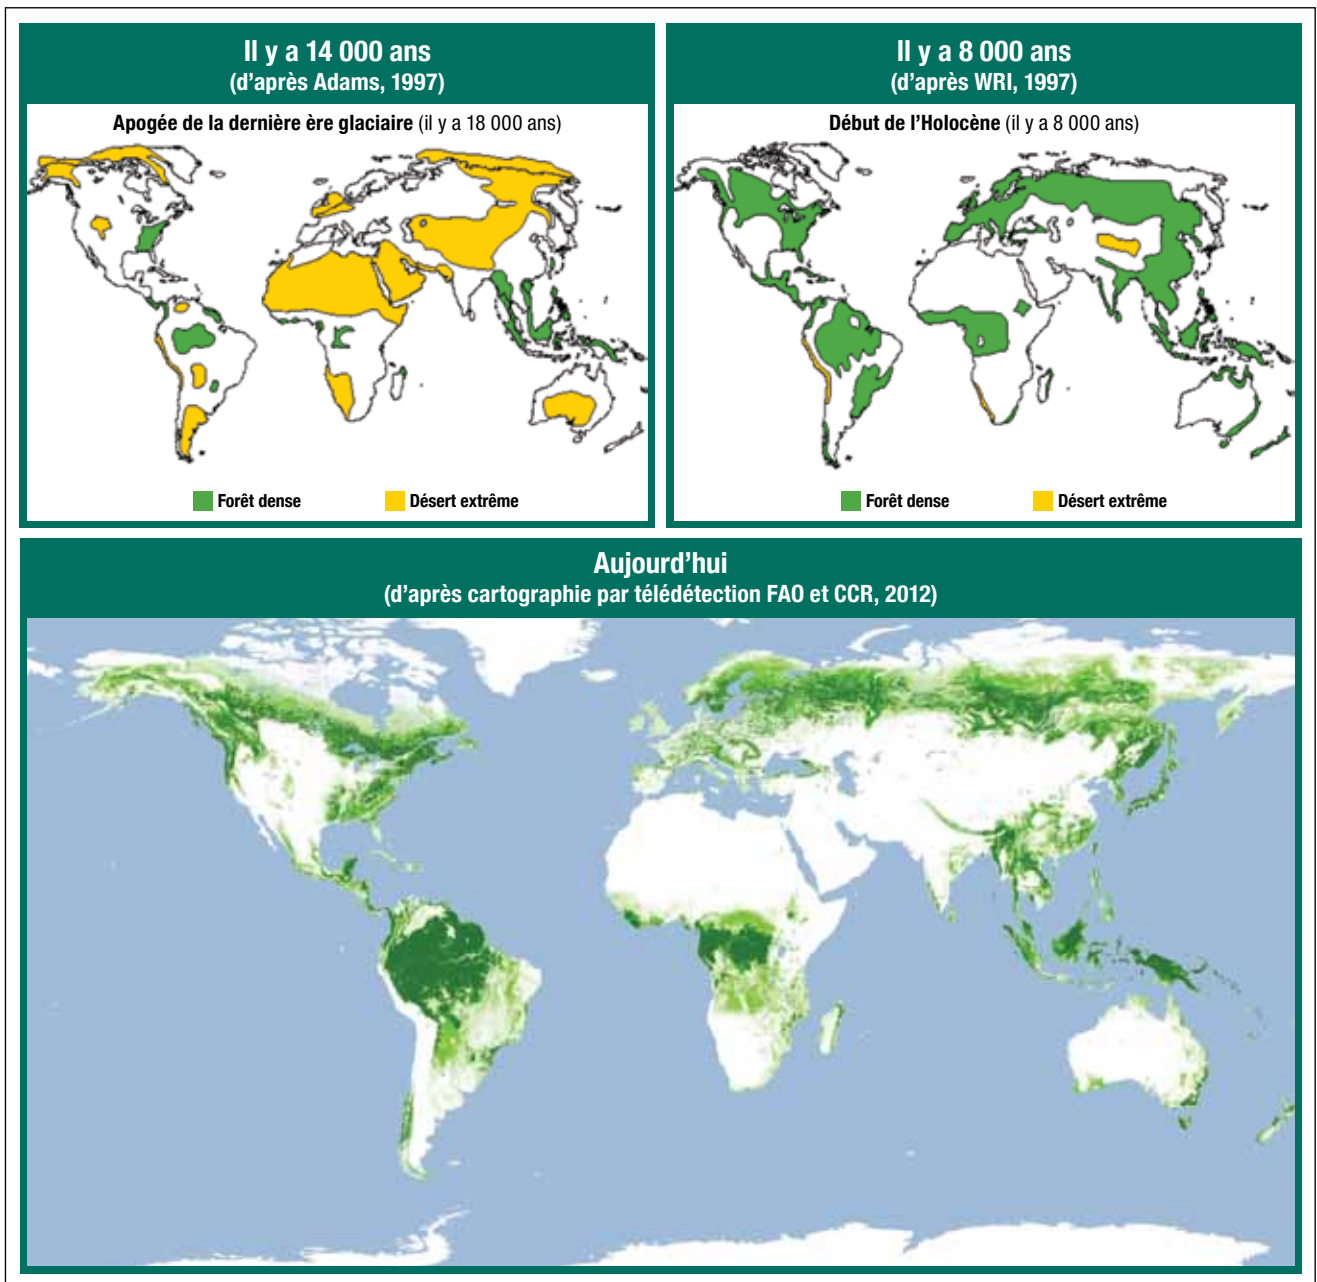 Il y a 14 000 ans
(d'après Adams, 1997)
Apogée de la dernière ère glaciaire (il y a 18 000 ans)
Forêt dense
Désert extrême
Il y a 8 000 ans
(d'après WRI, 1997)
Début de l'Holocène (il y a 8 000 ans)
Forêt dense
Désert extrême
Aujourd'hui
(d'après cartographie par télédétection FAO et CCR, 2012)